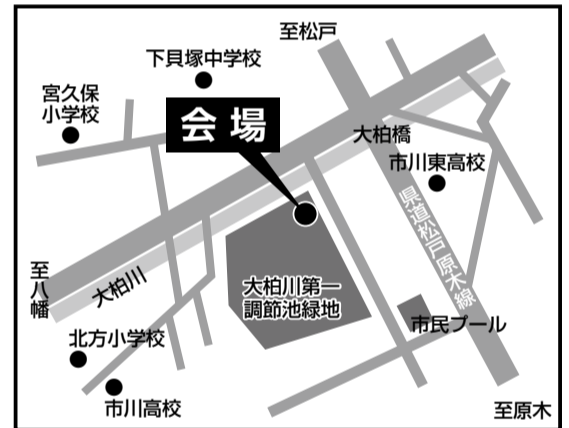 至松戸
下貝塚中学校
宮久保
小学校
会場
大柏橋
市川東高校
県道松戸原木線
至八幡
大柏川
大柏川第一
調節池緑地
市民プール
北方小学校
市川高校
至原木